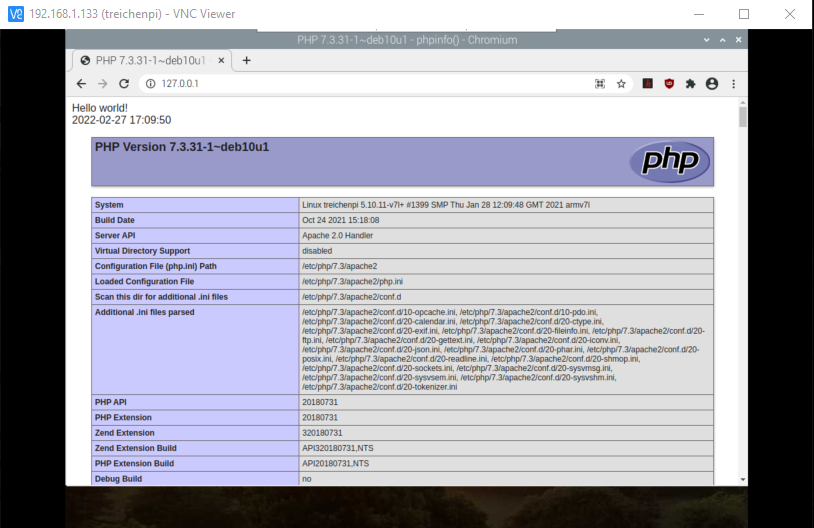 192.168.1.133 (treichenpi) - VNC Viewer
PHP 7.3.31-1~deb10u1 - phpinfo() - Chromium
PHP 7.3.31-1~deb10u1
127.0.0.1
Hello world!
2022-02-27 17:09:50
PHP Version 7.3.31-1~deb10u1
php
System Linux treichenpi 5.10.11-v7l+ #1399 SMP Thu Jan 28 12:09:48 GMT 2021 armv7l
Build Date Oct 24 2021 15:18:08
Server API Apache 2.0 Handler
Virtual Directory Support disabled
Configuration File (php.ini) Path /etc/php/7.3/apache2
Loaded Configuration File /etc/php/7.3/apache2/php.ini
Scan this dir for additional .ini files /etc/php/7.3/apache2/conf.d
Additional .ini files parsed /etc/php/7.3/apache2/conf.d/10-opcache.ini, /etc/php/7.3/apache2/conf.d/10-pdo.ini,
/etc/php/7.3/apache2/conf.d/20-calendar.ini, /etc/php/7.3/apache2/conf.d/20-ctype.ini,
/etc/php/7.3/apache2/conf.d/20-exif.ini, /etc/php/7.3/apache2/conf.d/20-fileinfo.ini, /etc/php/7.3/apache2/conf.d/20-
ftp.ini, /etc/php/7.3/apache2/conf.d/20-gettext.ini, /etc/php/7.3/apache2/conf.d/20-iconv.ini,
/etc/php/7.3/apache2/conf.d/20-json.ini, /etc/php/7.3/apache2/conf.d/20-phar.ini, /etc/php/7.3/apache2/conf.d/20-
posix.ini, /etc/php/7.3/apache2/conf.d/20-readline.ini, /etc/php/7.3/apache2/conf.d/20-shmop.ini,
/etc/php/7.3/apache2/conf.d/20-sockets.ini, /etc/php/7.3/apache2/conf.d/20-sysvmsg.ini,
/etc/php/7.3/apache2/conf.d/20-sysvsem.ini, /etc/php/7.3/apache2/conf.d/20-sysvshm.ini,
/etc/php/7.3/apache2/conf.d/20-tokenizer.ini
PHP API 20180731
PHP Extension 20180731
Zend Extension 320180731
Zend Extension Build API320180731,NTS
PHP Extension Build API20180731,NTS
Debug Build no